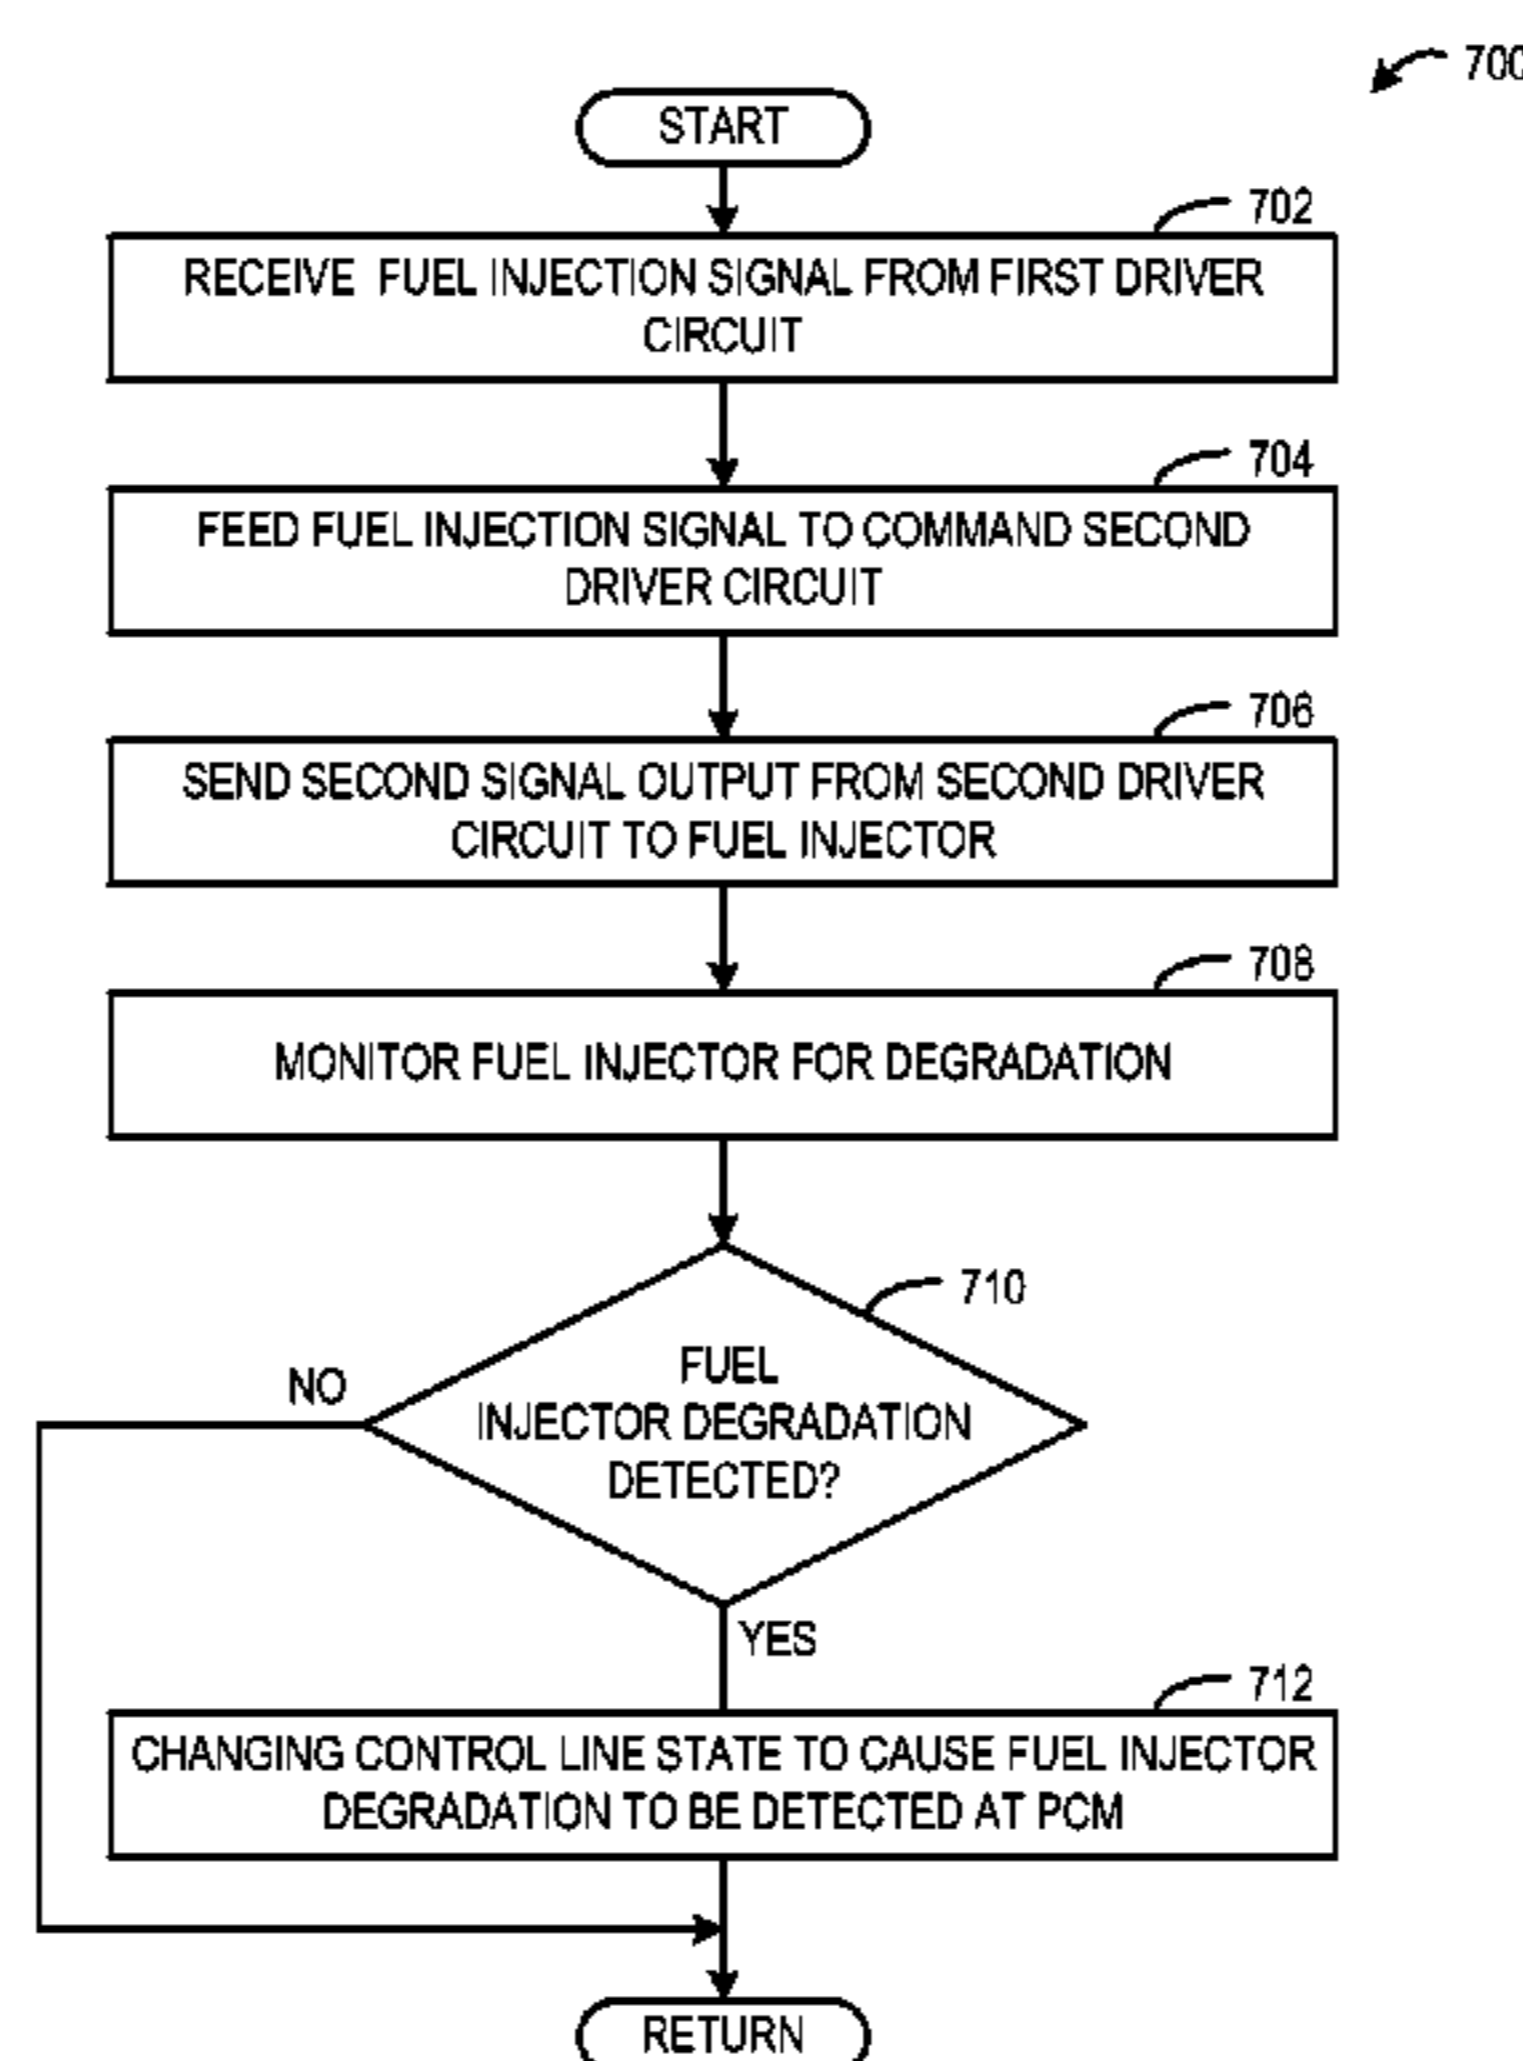 700
START
702
RECEIVE FUEL INJECTION SIGNAL FROM FIRST DRIVER
CIRCUIT
704
FEED FUEL INJECTION SIGNAL TO COMMAND SECOND
DRIVER CIRCUIT
706
SEND SECOND SIGNAL OUTPUT FROM SECOND DRIVER
CIRCUIT TO FUEL INJECTOR
708
MONITOR FUEL INJECTOR FOR DEGRADATION
710
FUEL
INJECTOR DEGRADATION
DETECTED?
NO
YES
712
CHANGING CONTROL LINE STATE TO CAUSE FUEL INJECTOR
DEGRADATION TO BE DETECTED AT PCM
RETURN